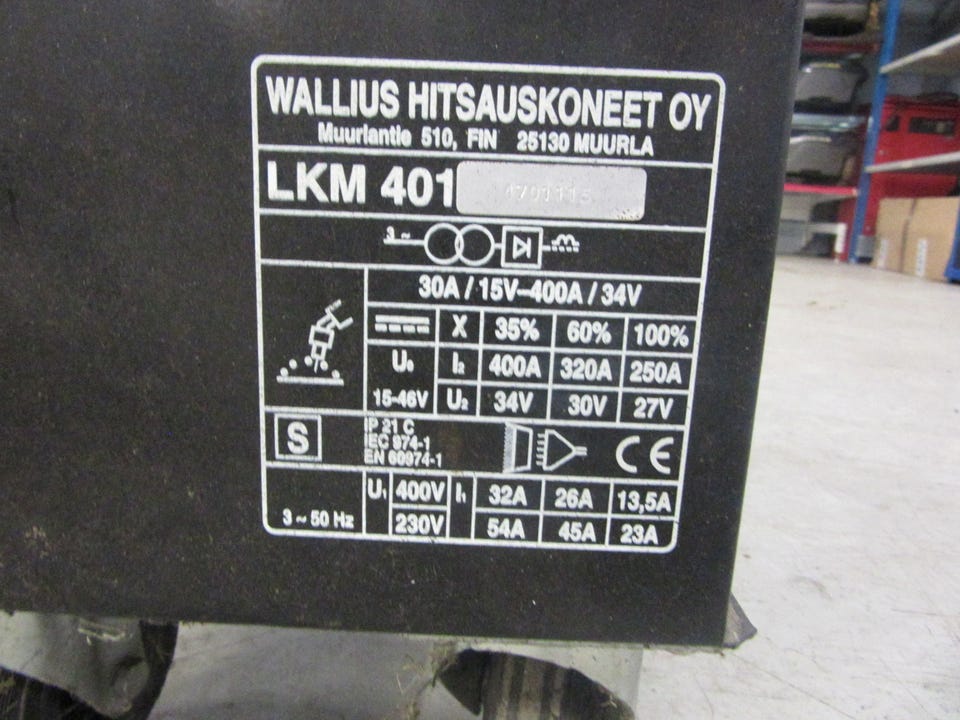 WALLIUS HITSAUSKONEET OY
Muurlantie 510, FIN 25130 MUURLA
LKM 401
3~
30A / 15V–400A / 34V
X 35% 60% 100%
U₀ I₂ 400A 320A 250A
15-46V U₂ 34V 30V 27V
S
IP 21 C
IEC 974-1
EN 60974-1
CE
U₁ 400V I₁ 32A 26A 13,5A
3 ~ 50 Hz 230V 54A 45A 23A